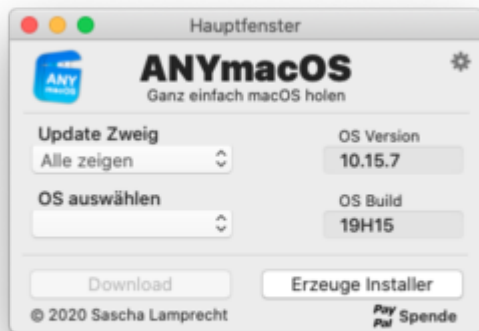 Hauptfenster
ANY
macOS
ANYmacOS
Ganz einfach macOS holen
Update Zweig
Alle zeigen
OS Version
10.15.7
OS auswählen
OS Build
19H15
Download
Erzeuge Installer
© 2020 Sascha Lamprecht
Pay
Pal
Spende